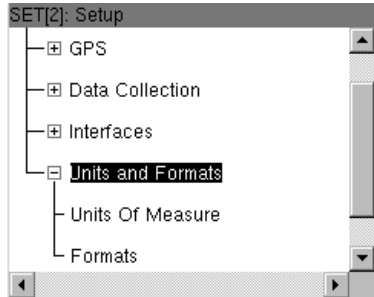 SET[2]: Setup
GPS
Data Collection
Interfaces
Units and Formats
Units Of Measure
Formats